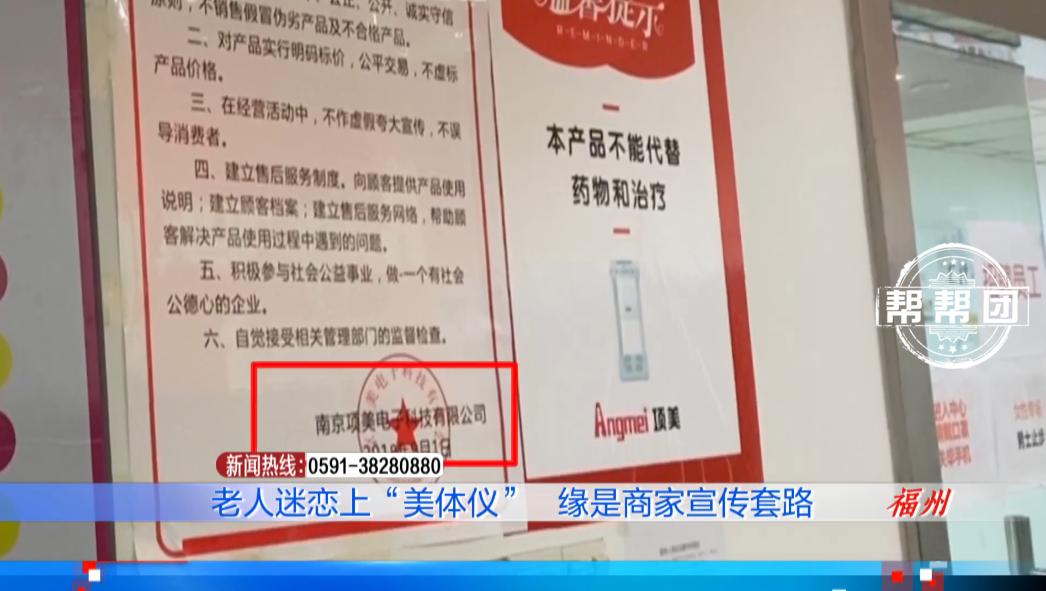 原则，不销售假冒伪劣产品及不合格产品。
二、对产品实行明码标价，公平交易，不虚标
产品价格。
三、在经营活动中，不作虚假夸大宣传，不误
导消费者。
四、建立售后服务制度。向顾客提供产品使用
说明；建立顾客档案；建立售后服务网络，帮助顾
客解决产品使用过程中遇到的问题。
五、积极参与社会公益事业，做一个有社会
公德心的企业。
六、自觉接受相关管理部门的监督检查。
南京项美电子科技有限公司
温馨提示
REMINDER
本产品不能代替
药物和治疗
Angmei 项美
帮帮团
男士止步
新闻热线：0591-38280880
老人迷恋上“美体仪” 缘是商家宣传套路
福州